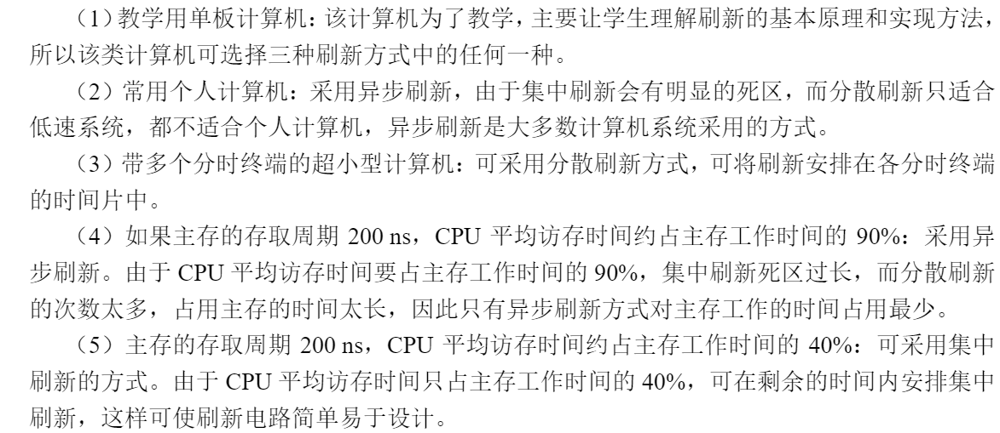 （1）教学用单板计算机：该计算机为了教学，主要让学生理解刷新的基本原理和实现方法，
所以该类计算机可选择三种刷新方式中的任何一种。
（2）常用个人计算机：采用异步刷新，由于集中刷新会有明显的死区，而分散刷新只适合
低速系统，都不适合个人计算机，异步刷新是大多数计算机系统采用的方式。
（3）带多个分时终端的超小型计算机：可采用分散刷新方式，可将刷新安排在各分时终端
的时间片中。
（4）如果主存的存取周期 200 ns，CPU 平均访存时间约占主存工作时间的 90%：采用异
步刷新。由于 CPU 平均访存时间要占主存工作时间的 90%，集中刷新死区过长，而分散刷新
的次数太多，占用主存的时间太长，因此只有异步刷新方式对主存工作的时间占用最少。
（5）主存的存取周期 200 ns，CPU 平均访存时间约占主存工作时间的 40%：可采用集中
刷新的方式。由于 CPU 平均访存时间只占主存工作时间的 40%，可在剩余的时间内安排集中
刷新，这样可使刷新电路简单易于设计。